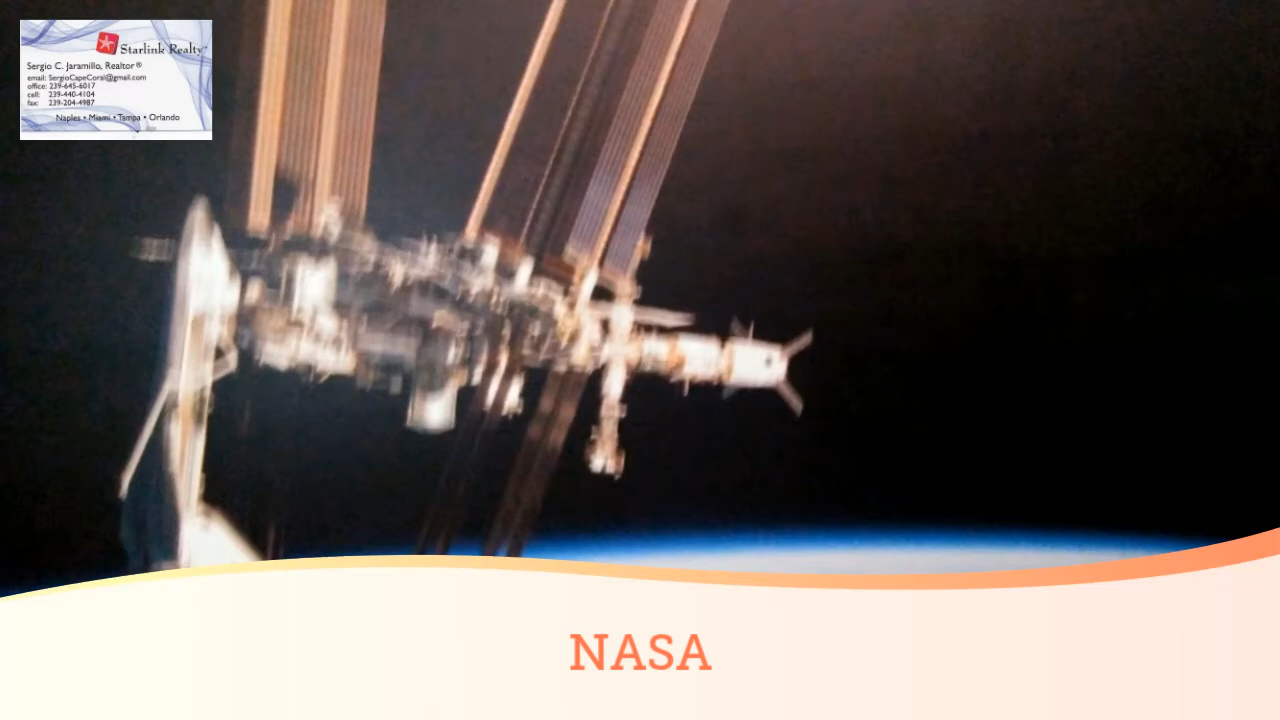 Starlink Realty
Sergio C. Jaramillo, Realtor®
email: SergioCapeCoral@gmail.com
office: 239-645-6017
cell: 239-440-4104
fax: 239-204-4987
Naples • Miami • Tampa • Orlando
NASA